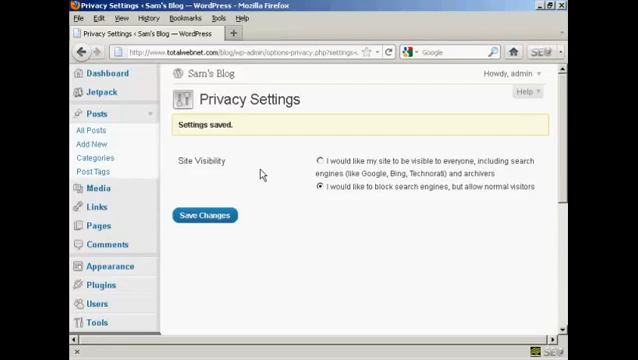 Privacy Settings ‹ Sam's Blog — WordPress - Mozilla Firefox
File Edit View History Bookmarks Tools Help
Privacy Settings ‹ Sam's Blog — WordPress
http://www.totalwebnet.com/blog/wp-admin/options-privacy.php?settings-
Google
SEO
Dashboard
Jetpack
Posts
All Posts
Add New
Categories
Post Tags
Media
Links
Pages
Comments
Appearance
Plugins
Users
Tools
Sam's Blog
Howdy, admin
Help
Privacy Settings
Settings saved.
Site Visibility
I would like my site to be visible to everyone, including search
engines (like Google, Bing, Technorati) and archivers
I would like to block search engines, but allow normal visitors
Save Changes